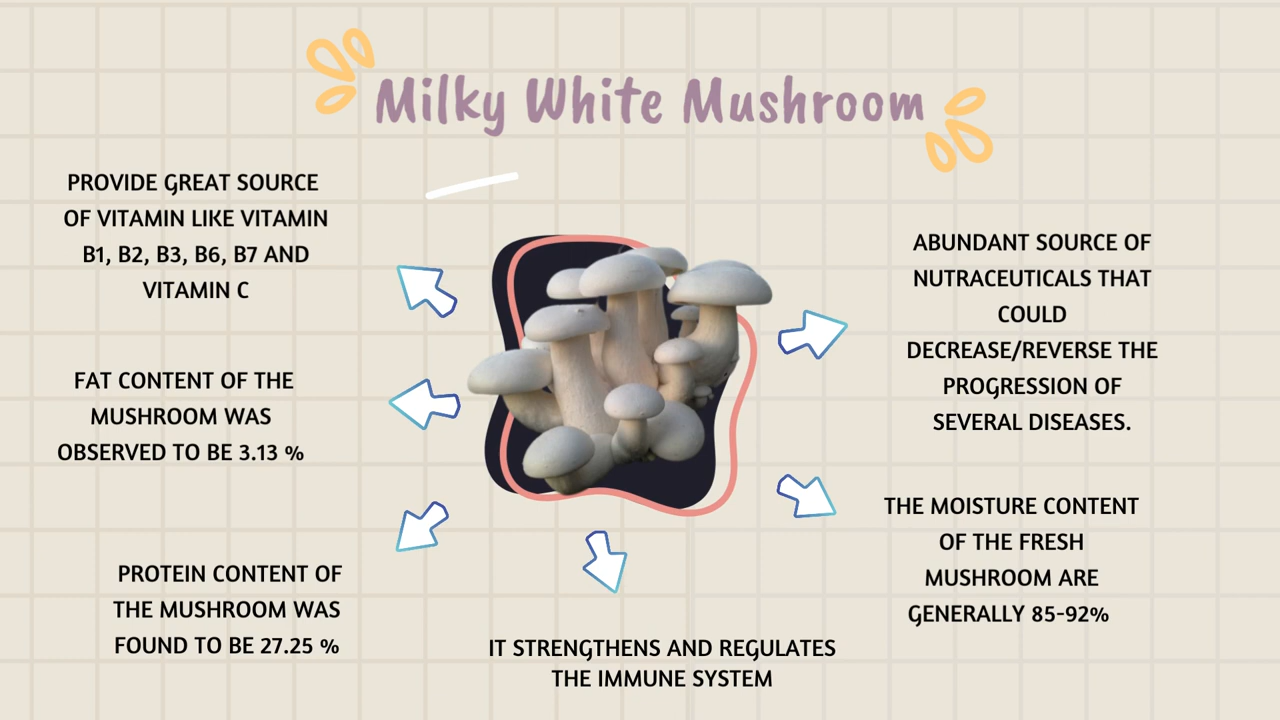 Milky White Mushroom
PROVIDE GREAT SOURCE
OF VITAMIN LIKE VITAMIN
B1, B2, B3, B6, B7 AND
VITAMIN C
FAT CONTENT OF THE
MUSHROOM WAS
OBSERVED TO BE 3.13 %
PROTEIN CONTENT OF
THE MUSHROOM WAS
FOUND TO BE 27.25 %
IT STRENGTHENS AND REGULATES
THE IMMUNE SYSTEM
ABUNDANT SOURCE OF
NUTRACEUTICALS THAT
COULD
DECREASE/REVERSE THE
PROGRESSION OF
SEVERAL DISEASES.
THE MOISTURE CONTENT
OF THE FRESH
MUSHROOM ARE
GENERALLY 85-92%